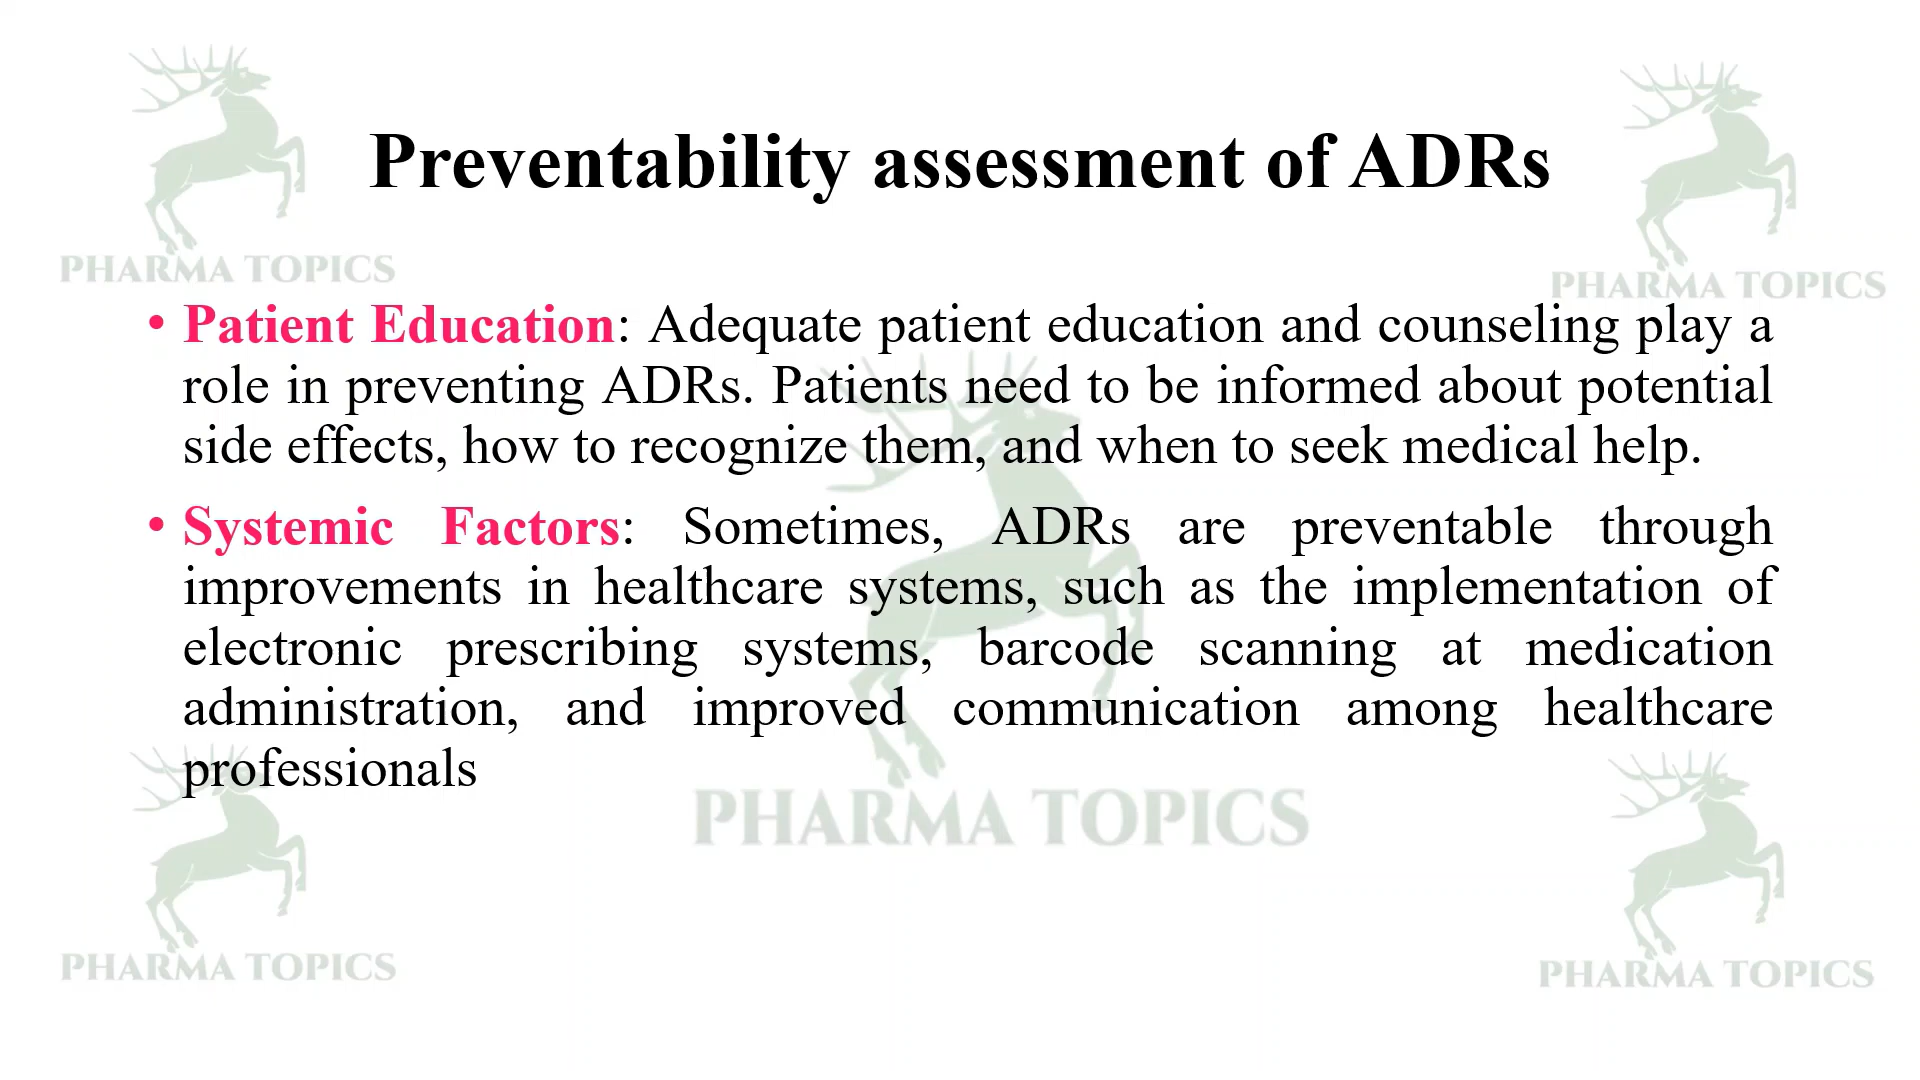 Preventability assessment of ADRs
PHARMA TOPICS
PHARMA TOPICS
• Patient Education: Adequate patient education and counseling play a
role in preventing ADRs. Patients need to be informed about potential
side effects, how to recognize them, and when to seek medical help.
• Systemic Factors: Sometimes, ADRs are preventable through
improvements in healthcare systems, such as the implementation of
electronic prescribing systems, barcode scanning at medication
administration, and improved communication among healthcare
professionals
PHARMA TOPICS
PHARMA TOPICS
PHARMA TOPICS